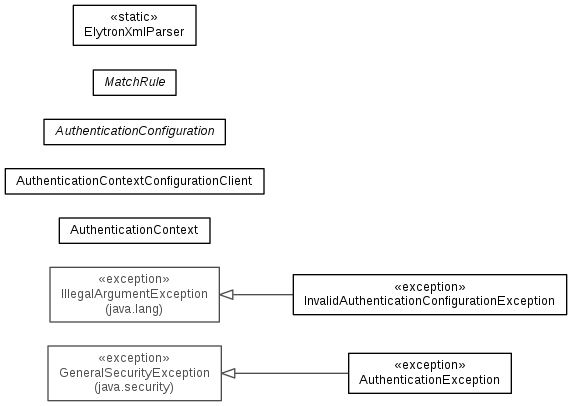 «static»
ElytronXmlParser
MatchRule
AuthenticationConfiguration
AuthenticationContextConfigurationClient
AuthenticationContext
«exception»
IllegalArgumentException
(java.lang)
«exception»
InvalidAuthenticationConfigurationException
«exception»
GeneralSecurityException
(java.security)
«exception»
AuthenticationException